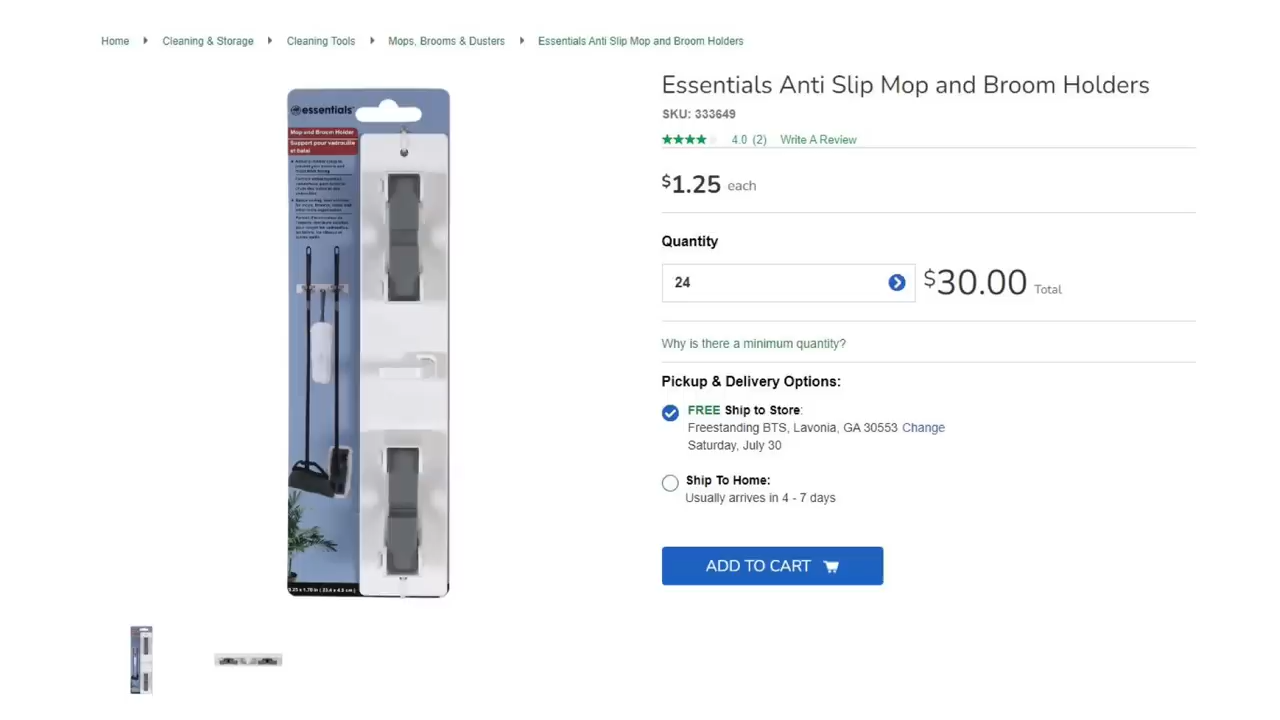 Home
Cleaning & Storage
Cleaning Tools
Mops, Brooms & Dusters
Essentials Anti Slip Mop and Broom Holders
essentials
Mop and Broom Holder
Support pour vadrouille
et balai
Essentials Anti Slip Mop and Broom Holders
SKU: 333649
4.0 (2) Write A Review
$1.25 each
Quantity
24
$30.00 Total
Why is there a minimum quantity?
Pickup & Delivery Options:
FREE Ship to Store:
Freestanding BTS, Lavonia, GA 30553 Change
Saturday, July 30
Ship To Home:
Usually arrives in 4 - 7 days
ADD TO CART